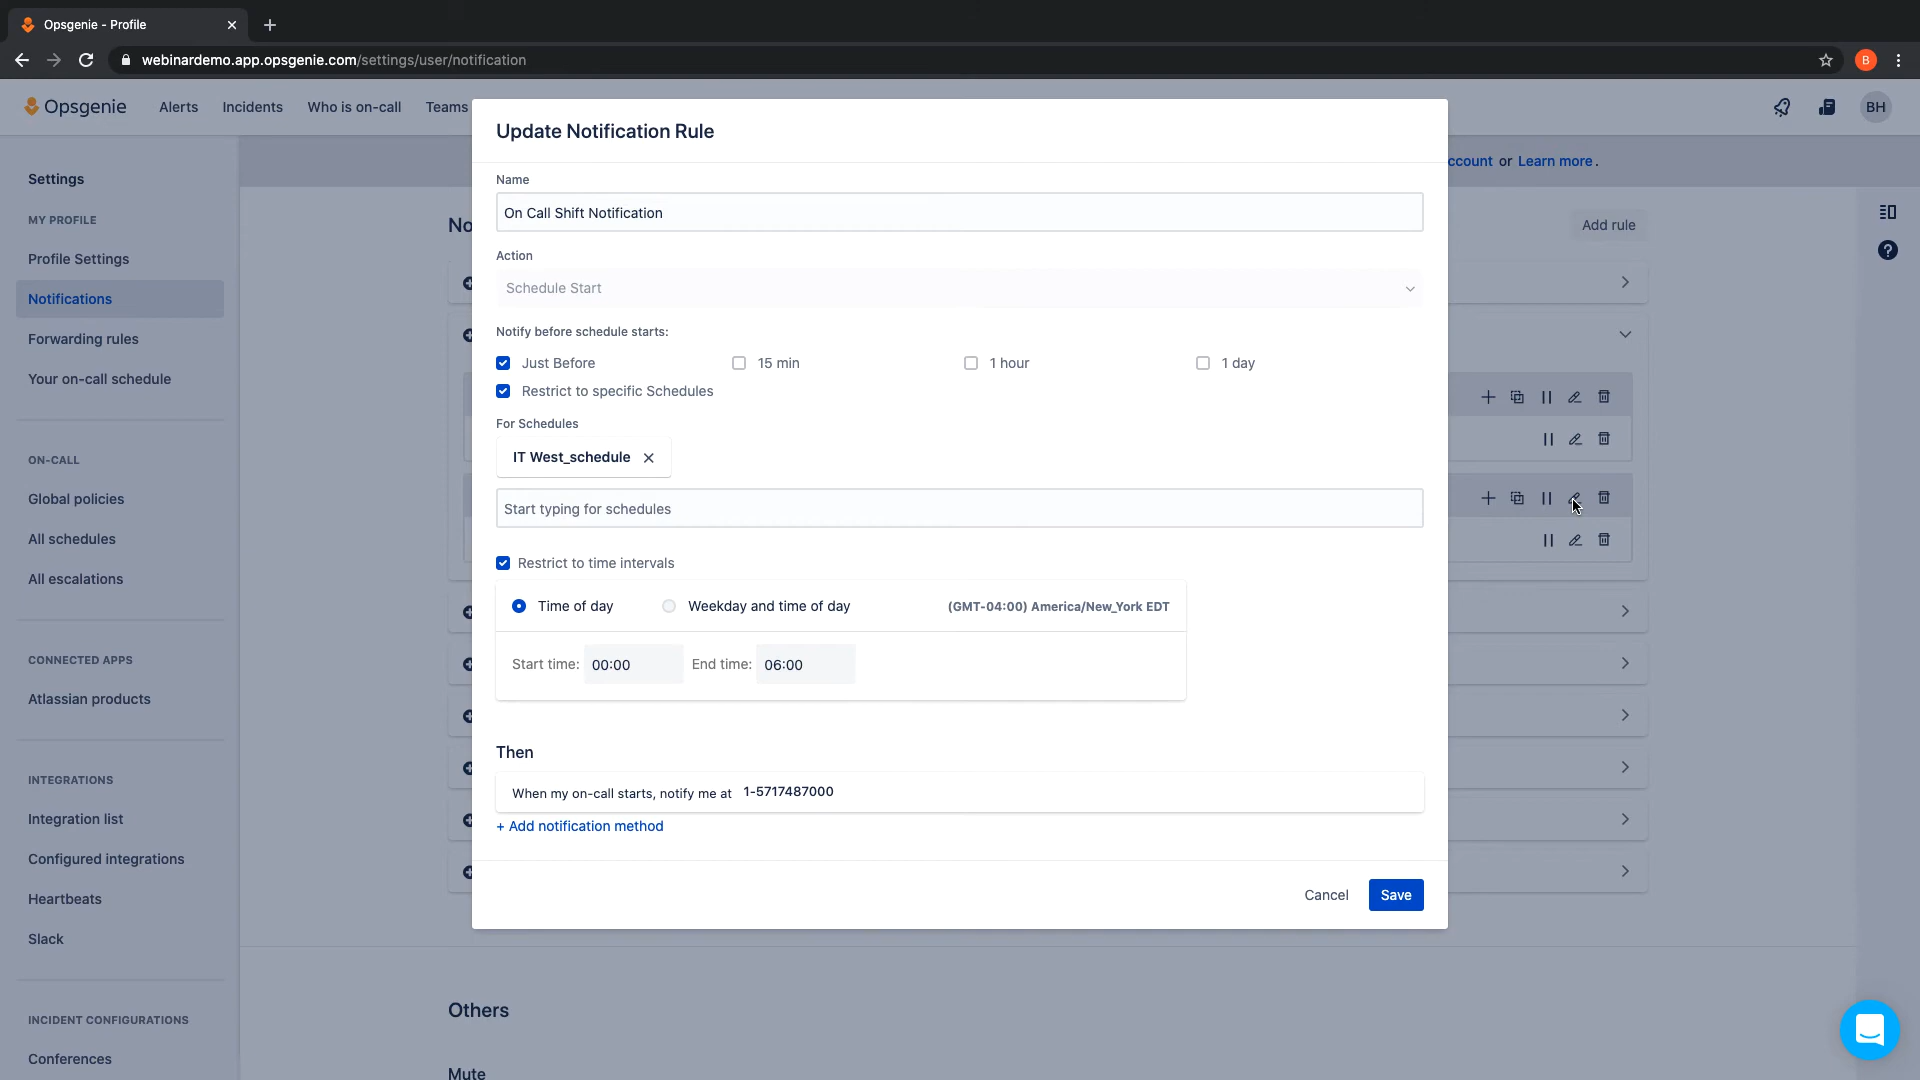 Opsgenie - Profile
webinardemo.app.opsgenie.com/settings/user/notification
B
Opsgenie
Alerts
Incidents
Who is on-call
Teams
BH
ccount or Learn more.
Settings
MY PROFILE
Profile Settings
Notifications
Forwarding rules
Your on-call schedule
ON-CALL
Global policies
All schedules
All escalations
CONNECTED APPS
Atlassian products
INTEGRATIONS
Integration list
Configured integrations
Heartbeats
Slack
INCIDENT CONFIGURATIONS
Conferences
No
Add rule
Update Notification Rule
Name
On Call Shift Notification
Action
Schedule Start
Notify before schedule starts:
Just Before
15 min
1 hour
1 day
Restrict to specific Schedules
For Schedules
IT West_schedule
Start typing for schedules
Restrict to time intervals
Time of day
Weekday and time of day
(GMT-04:00) America/New_York EDT
Start time: 00:00 End time: 06:00
Then
When my on-call starts, notify me at 1-5717487000
+ Add notification method
Cancel
Save
Others
Mute